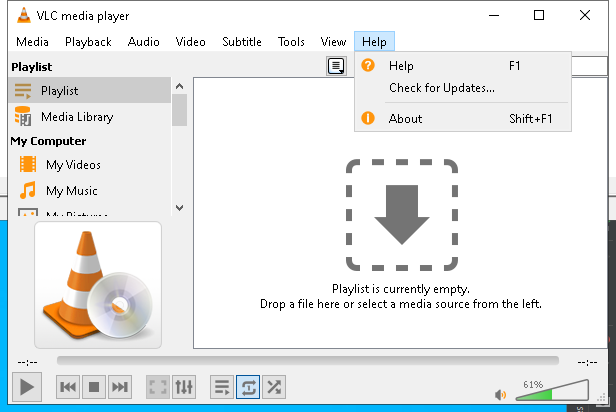 VLC media player
Media Playback Audio Video Subtitle Tools View Help
Playlist
Help F1
Playlist
Check for Updates...
Media Library
About Shift+F1
My Computer
My Videos
My Music
My Pictures
Playlist is currently empty.
Drop a file here or select a media source from the left.
--:-- --:--
61%